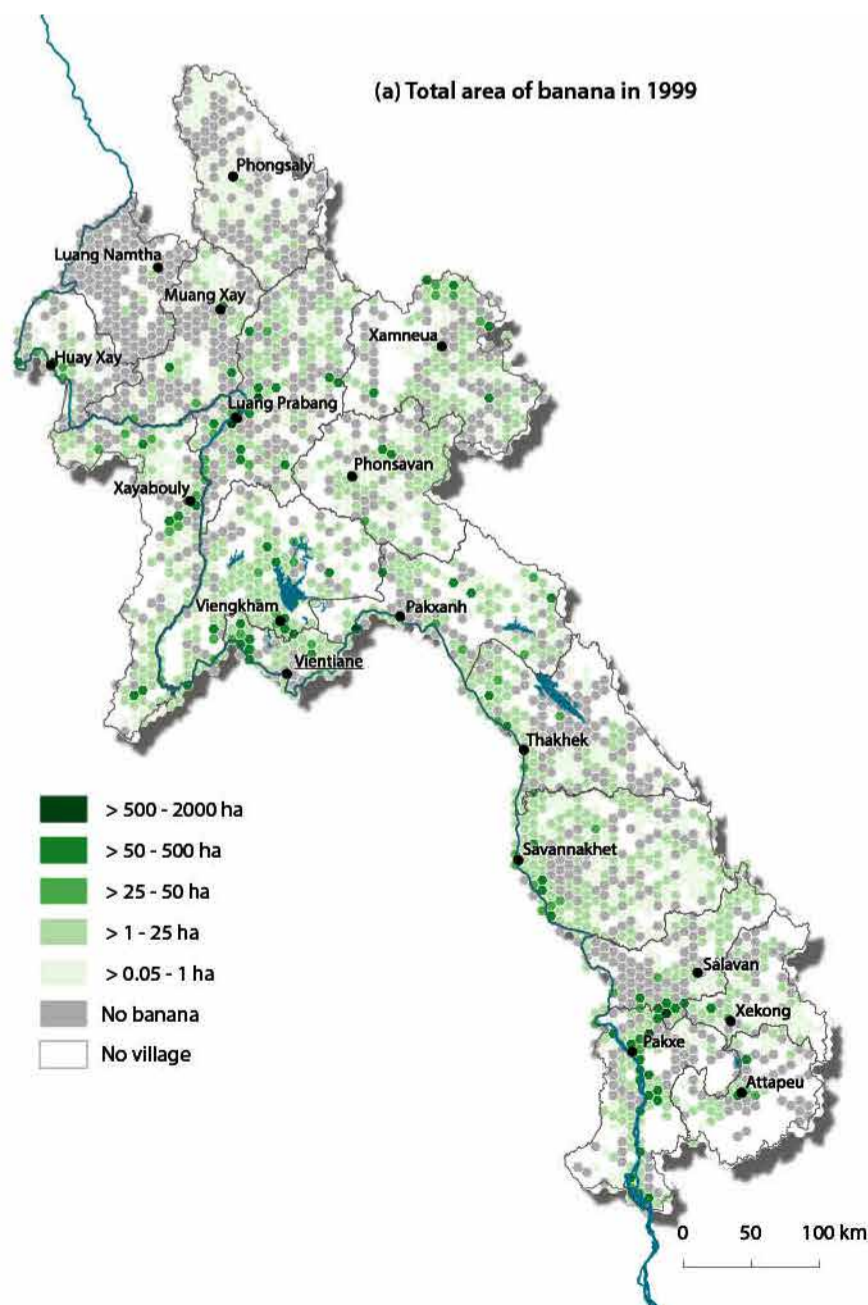 (a) Total area of banana in 1999
Phongsaly
Luang Namtha
Muang Xay
Xamneua
Huay Xay
Luang Prabang
Phonsavan
Xayabouly
Viengkham
Pakxanh
Vientiane
Thakhek
> 500 - 2000 ha
> 50 - 500 ha
> 25 - 50 ha
> 1 - 25 ha
> 0.05 - 1 ha
No banana
No village
Savannakhet
Salavan
Xekong
Pakxe
Attapeu
0 50 100 km